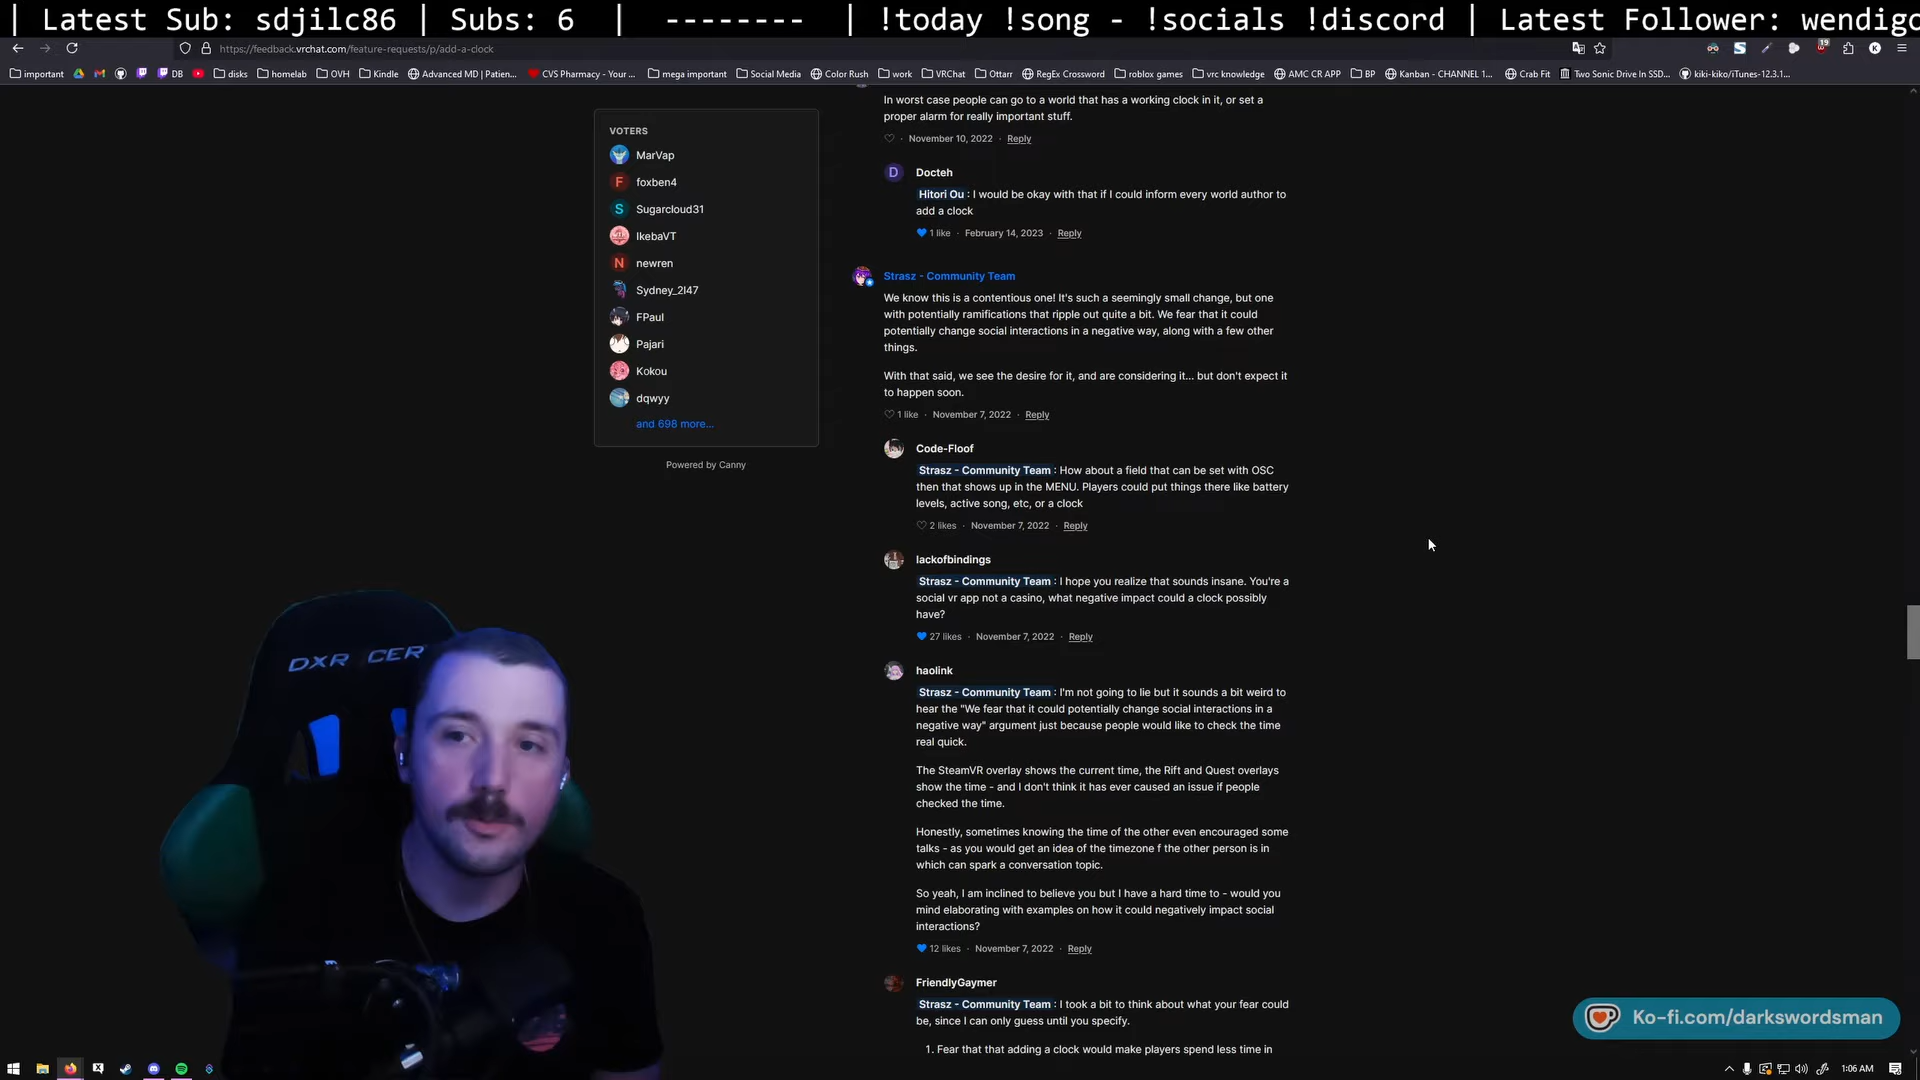 | Latest Sub: sdjilc86 | Subs: 6 | -------- | !today !song - !socials !discord | Latest Follower: wendigo
https://feedback.vrchat.com/feature-requests/p/add-a-clock
19
K
important
DB
disks
homelab
OVH
Kindle
Advanced MD | Patien...
CVS Pharmacy - Your ...
mega important
Social Media
Color Rush
work
VRChat
Ottarr
RegEx Crossword
roblox games
vrc knowledge
AMC CR APP
BP
Kanban - CHANNEL 1...
Crab Fit
Two Sonic Drive In SSD...
kiki-kiko/iTunes-12.3.1...
VOTERS
MarVap
F foxben4
S Sugarcloud31
IkebaVT
N newren
Sydney_2l47
FPaul
Pajari
Kokou
dqwyy
and 698 more...
Powered by Canny
In worst case people can go to a world that has a working clock in it, or set a
proper alarm for really important stuff.
· November 10, 2022 · Reply
D Docteh
Hitori Ou : I would be okay with that if I could inform every world author to
add a clock
1 like · February 14, 2023 · Reply
Strasz - Community Team
We know this is a contentious one! It's such a seemingly small change, but one
with potentially ramifications that ripple out quite a bit. We fear that it could
potentially change social interactions in a negative way, along with a few other
things.
With that said, we see the desire for it, and are considering it... but don't expect it
to happen soon.
1 like · November 7, 2022 · Reply
Code-Floof
Strasz - Community Team : How about a field that can be set with OSC
then that shows up in the MENU. Players could put things there like battery
levels, active song, etc, or a clock
2 likes · November 7, 2022 · Reply
lackofbindings
Strasz - Community Team : I hope you realize that sounds insane. You're a
social vr app not a casino, what negative impact could a clock possibly
have?
27 likes · November 7, 2022 · Reply
haolink
Strasz - Community Team : I'm not going to lie but it sounds a bit weird to
hear the "We fear that it could potentially change social interactions in a
negative way" argument just because people would like to check the time
real quick.
The SteamVR overlay shows the current time, the Rift and Quest overlays
show the time - and I don't think it has ever caused an issue if people
checked the time.
Honestly, sometimes knowing the time of the other even encouraged some
talks - as you would get an idea of the timezone f the other person is in
which can spark a conversation topic.
So yeah, I am inclined to believe you but I have a hard time to - would you
mind elaborating with examples on how it could negatively impact social
interactions?
12 likes · November 7, 2022 · Reply
FriendlyGaymer
Strasz - Community Team : I took a bit to think about what your fear could
be, since I can only guess until you specify.
1. Fear that that adding a clock would make players spend less time in
DXR CER
Ko-fi.com/darkswordsman
1:06 AM